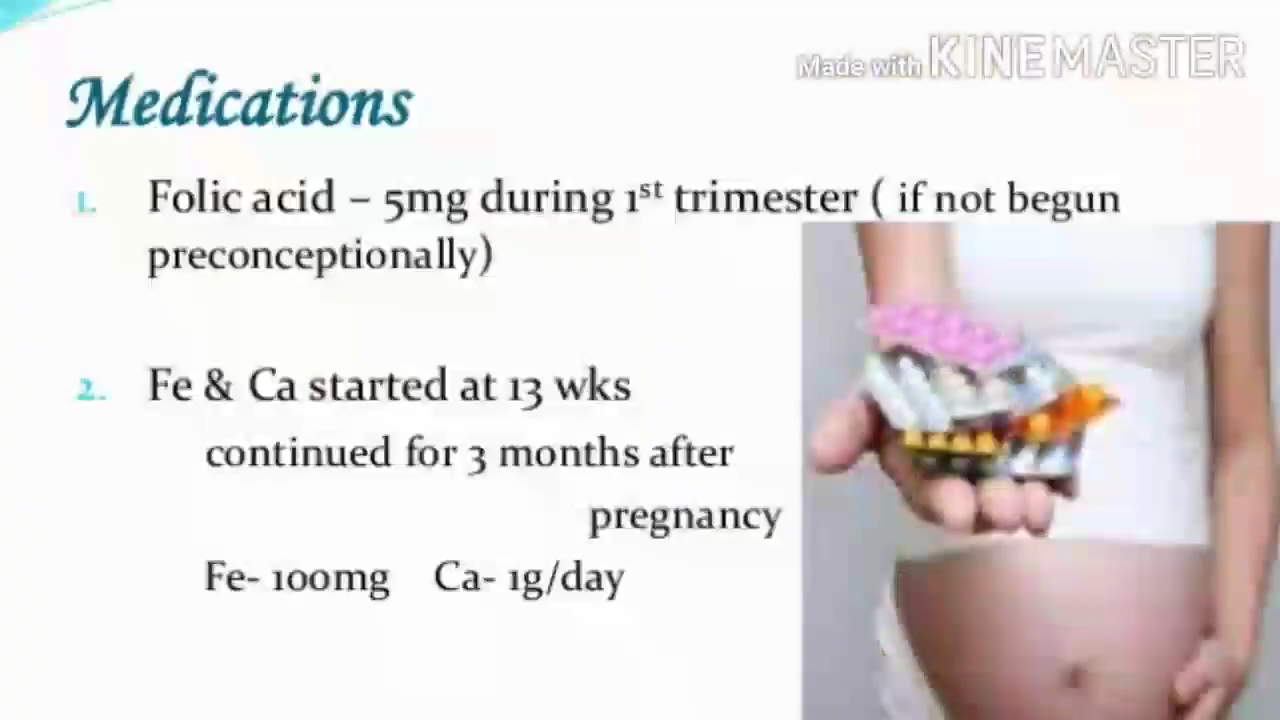 Made with KINEMASTER
Medications
1. Folic acid – 5mg during 1st trimester ( if not begun
preconceptionally)
2. Fe & Ca started at 13 wks
continued for 3 months after
pregnancy
Fe- 100mg Ca- 1g/day